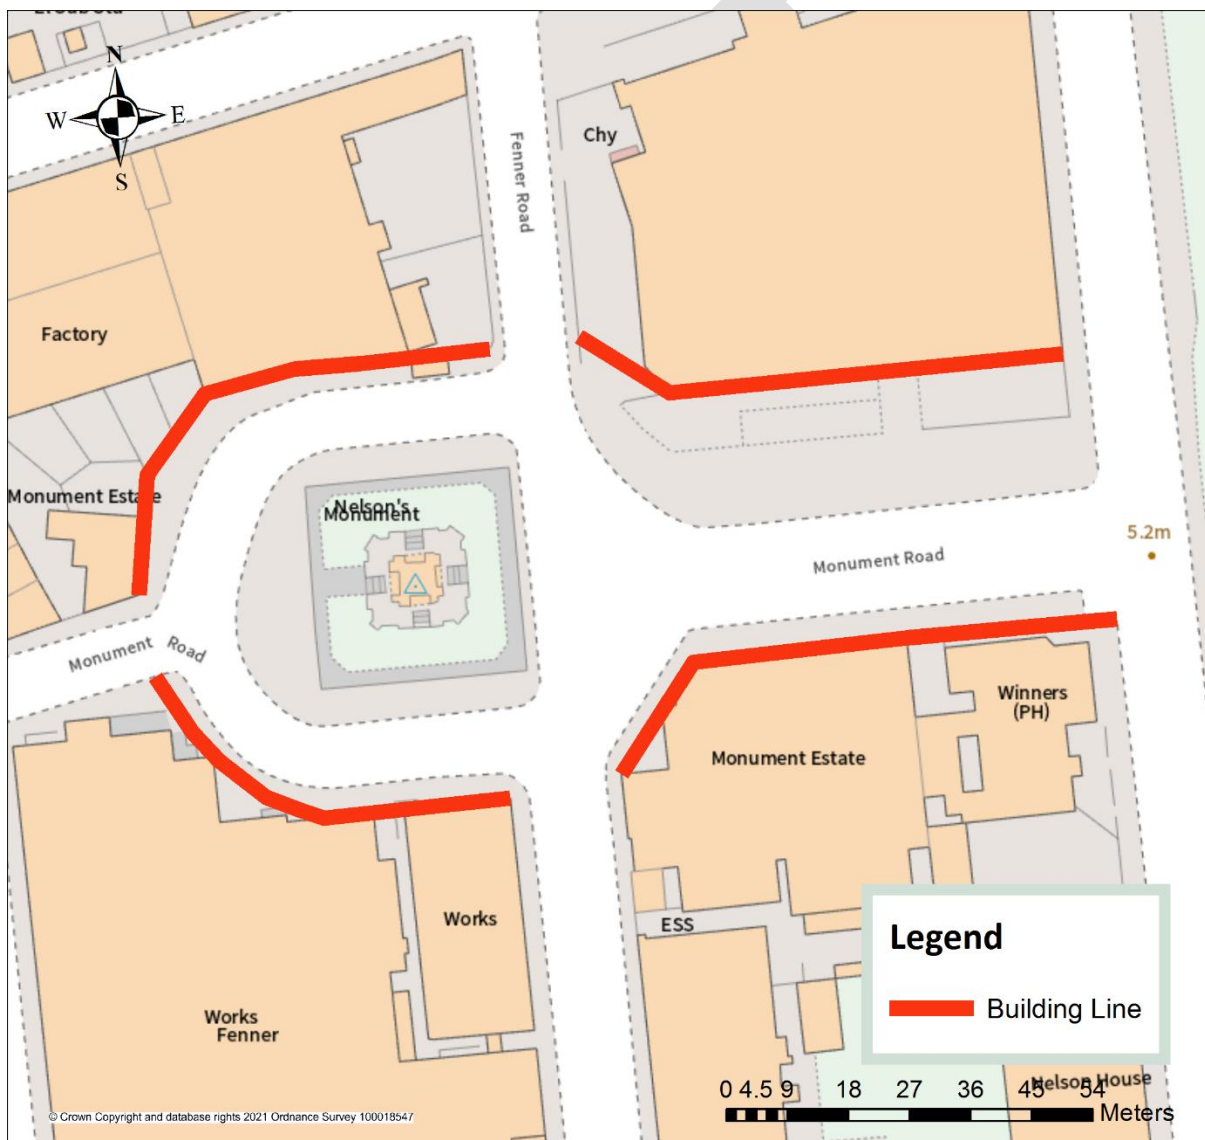 N
W
E
S
Chy
Fenner Road
Factory
Monument Estate
Nelson's
Monument
5.2m
Monument Road
Monument Road
Winners
(PH)
Monument Estate
Works
ESS
Legend
Building Line
Works
Fenner
Nelson House
0 4.5 9 18 27 36 45 54
Meters
© Crown Copyright and database rights 2021 Ordnance Survey 100018547